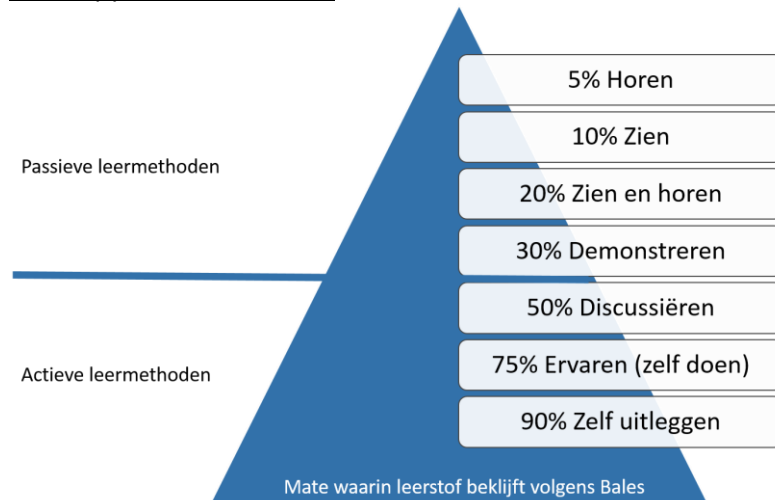 5% Horen
10% Zien
Passieve leermethoden
20% Zien en horen
30% Demonstreren
50% Discussiëren
Actieve leermethoden
75% Ervaren (zelf doen)
90% Zelf uitleggen
Mate waarin leerstof beklijft volgens Bales